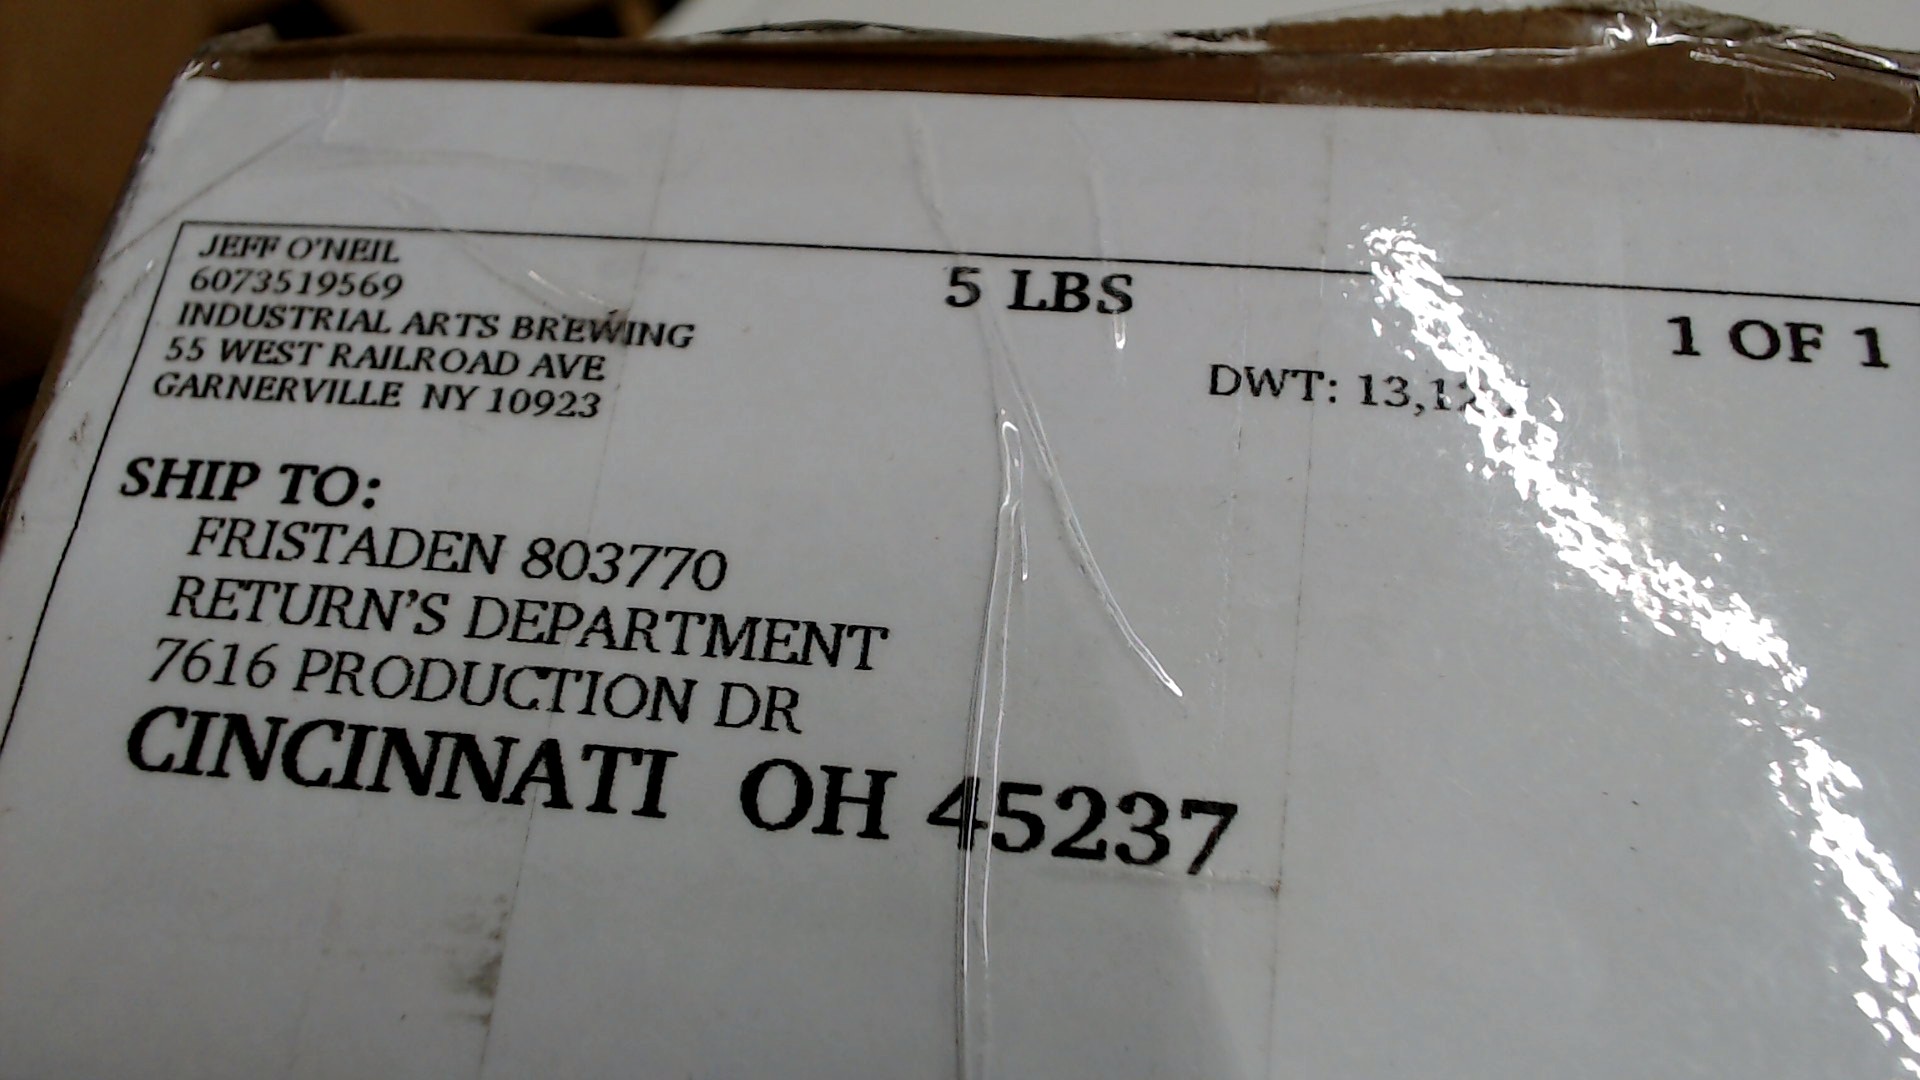 JEFF O'NEIL
6073519569
INDUSTRIAL ARTS BREWING
55 WEST RAILROAD AVE
GARNERVILLE NY 10923
5 LBS
1 OF 1
DWT:
SHIP TO:
FRISTADEN 803770
RETURN'S DEPARTMENT
7616 PRODUCTION DR
CINCINNATI OH 45237